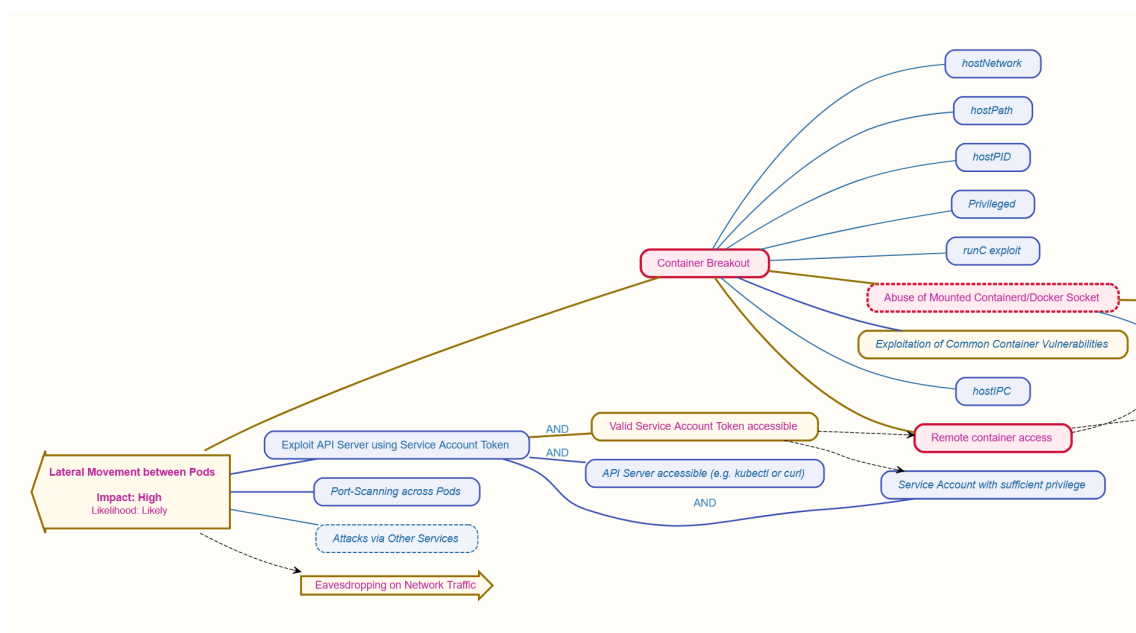 hostNetwork
hostPath
hostPID
Privileged
runC exploit
Container Breakout
Abuse of Mounted Containerd/Docker Socket
Exploitation of Common Container Vulnerabilities
hostIPC
AND
Valid Service Account Token accessible
Remote container access
Exploit API Server using Service Account Token
AND
API Server accessible (e.g. kubectl or curl)
Service Account with sufficient privilege
AND
Lateral Movement between Pods
Impact: High
Likelihood: Likely
Port-Scanning across Pods
Attacks via Other Services
Eavesdropping on Network Traffic